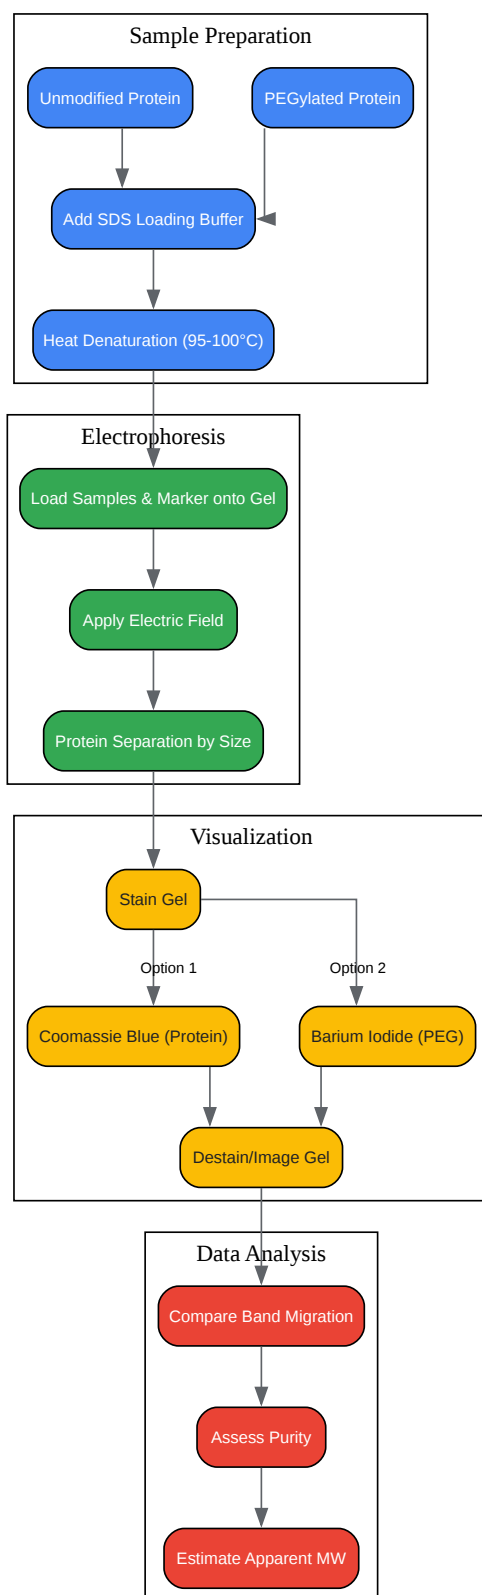 Sample Preparation
Unmodified Protein
PEGylated Protein
Add SDS Loading Buffer
Heat Denaturation (95-100°C)
Electrophoresis
Load Samples & Marker onto Gel
Apply Electric Field
Protein Separation by Size
Visualization
Stain Gel
Option 1
Option 2
Coomassie Blue (Protein)
Barium Iodide (PEG)
Destain/Image Gel
Data Analysis
Compare Band Migration
Assess Purity
Estimate Apparent MW